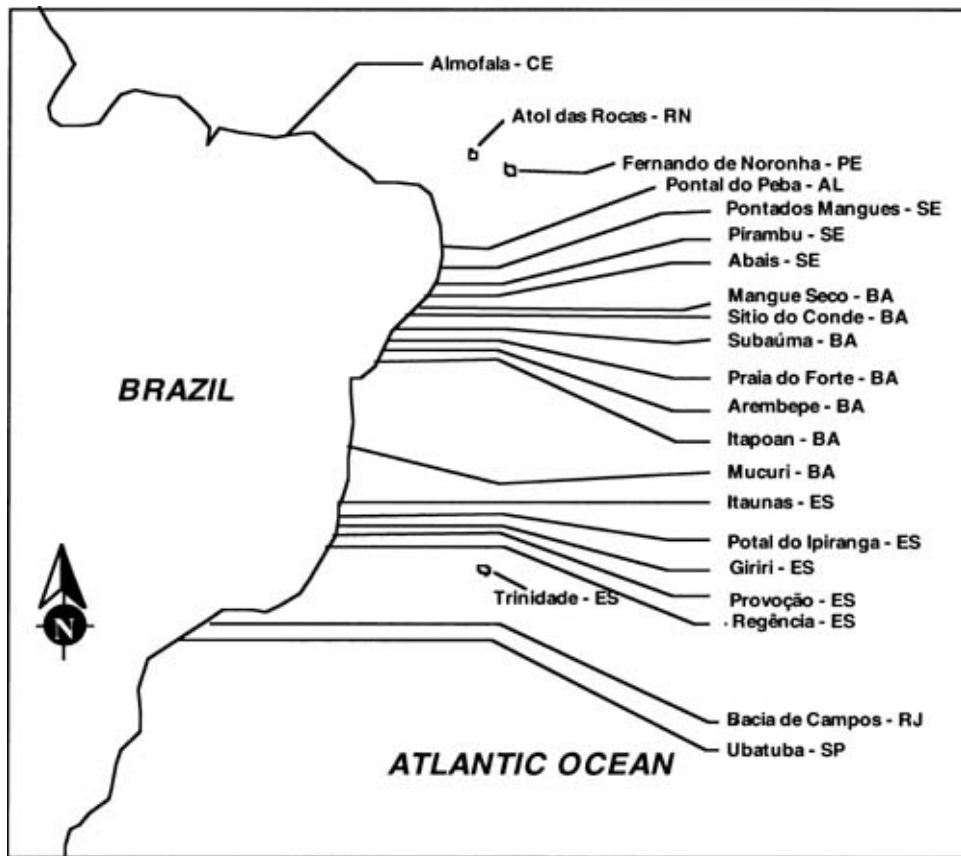 Almofala - CE
Atol das Rocas - RN
Fernando de Noronha - PE
Pontal do Peba - AL
Pontados Mangues - SE
Pirambu - SE
Abais - SE
Mangue Seco - BA
Sitio do Conde - BA
Subaúma - BA
BRAZIL
Praia do Forte - BA
Arembepe - BA
Itapoan - BA
Mucuri - BA
Itaunas - ES
Potal do Ipiranga - ES
Giriri - ES
Trinidade - ES
Provoção - ES
Regência - ES
N
Bacia de Campos - RJ
Ubatuba - SP
ATLANTIC OCEAN